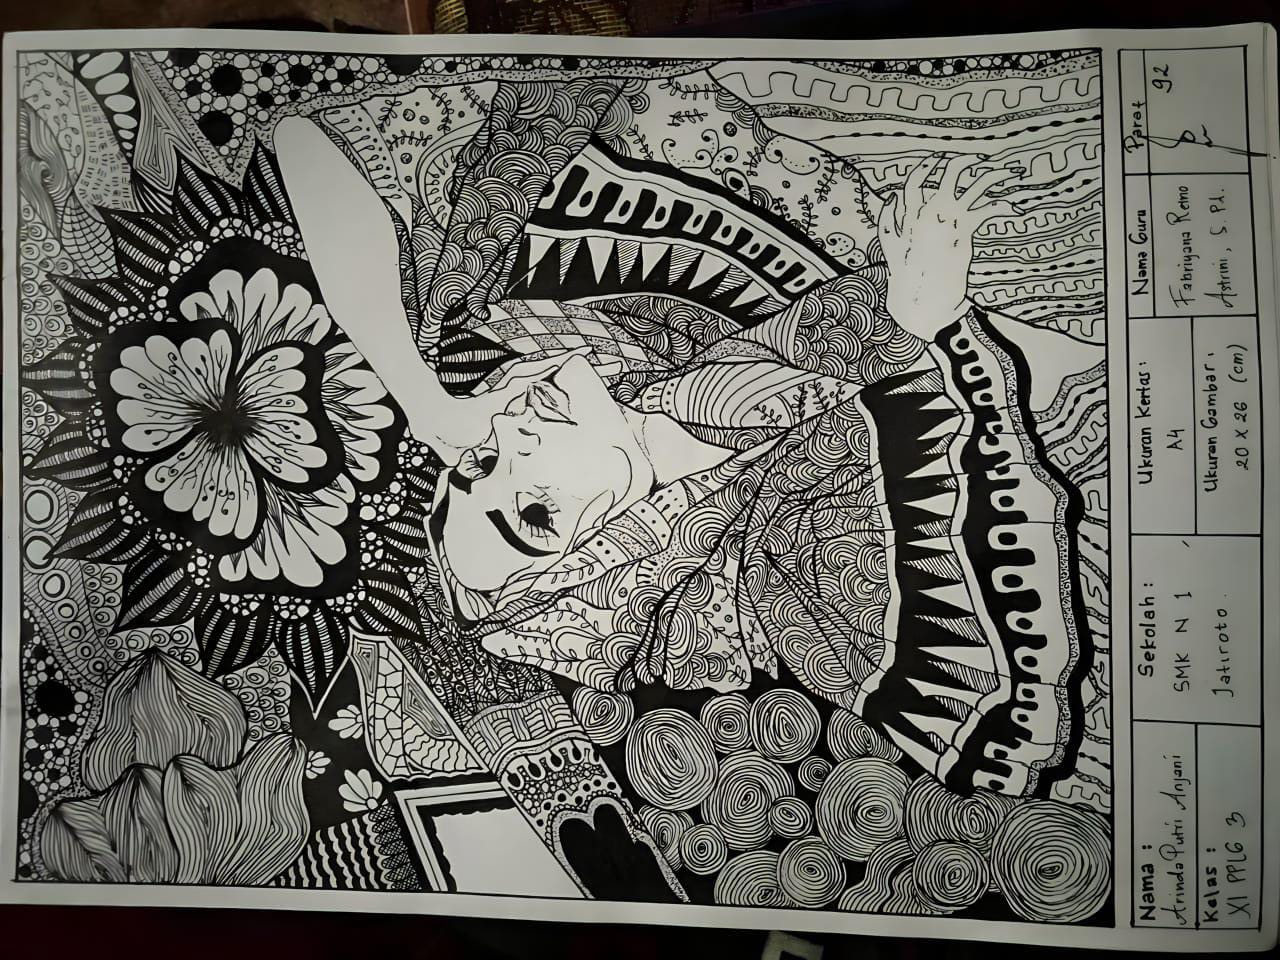 Nama :
Arinda Putri Anjani
Kelas :
XI PPLG 3
Sekolah :
SMK N 1
Jatiroto.
Ukuran Kertas :
A4
Ukuran Gambar :
20 x 26 (cm)
Nama Guru
Fabriyana Retno
Astrini, S. Pd.
Paraf
92